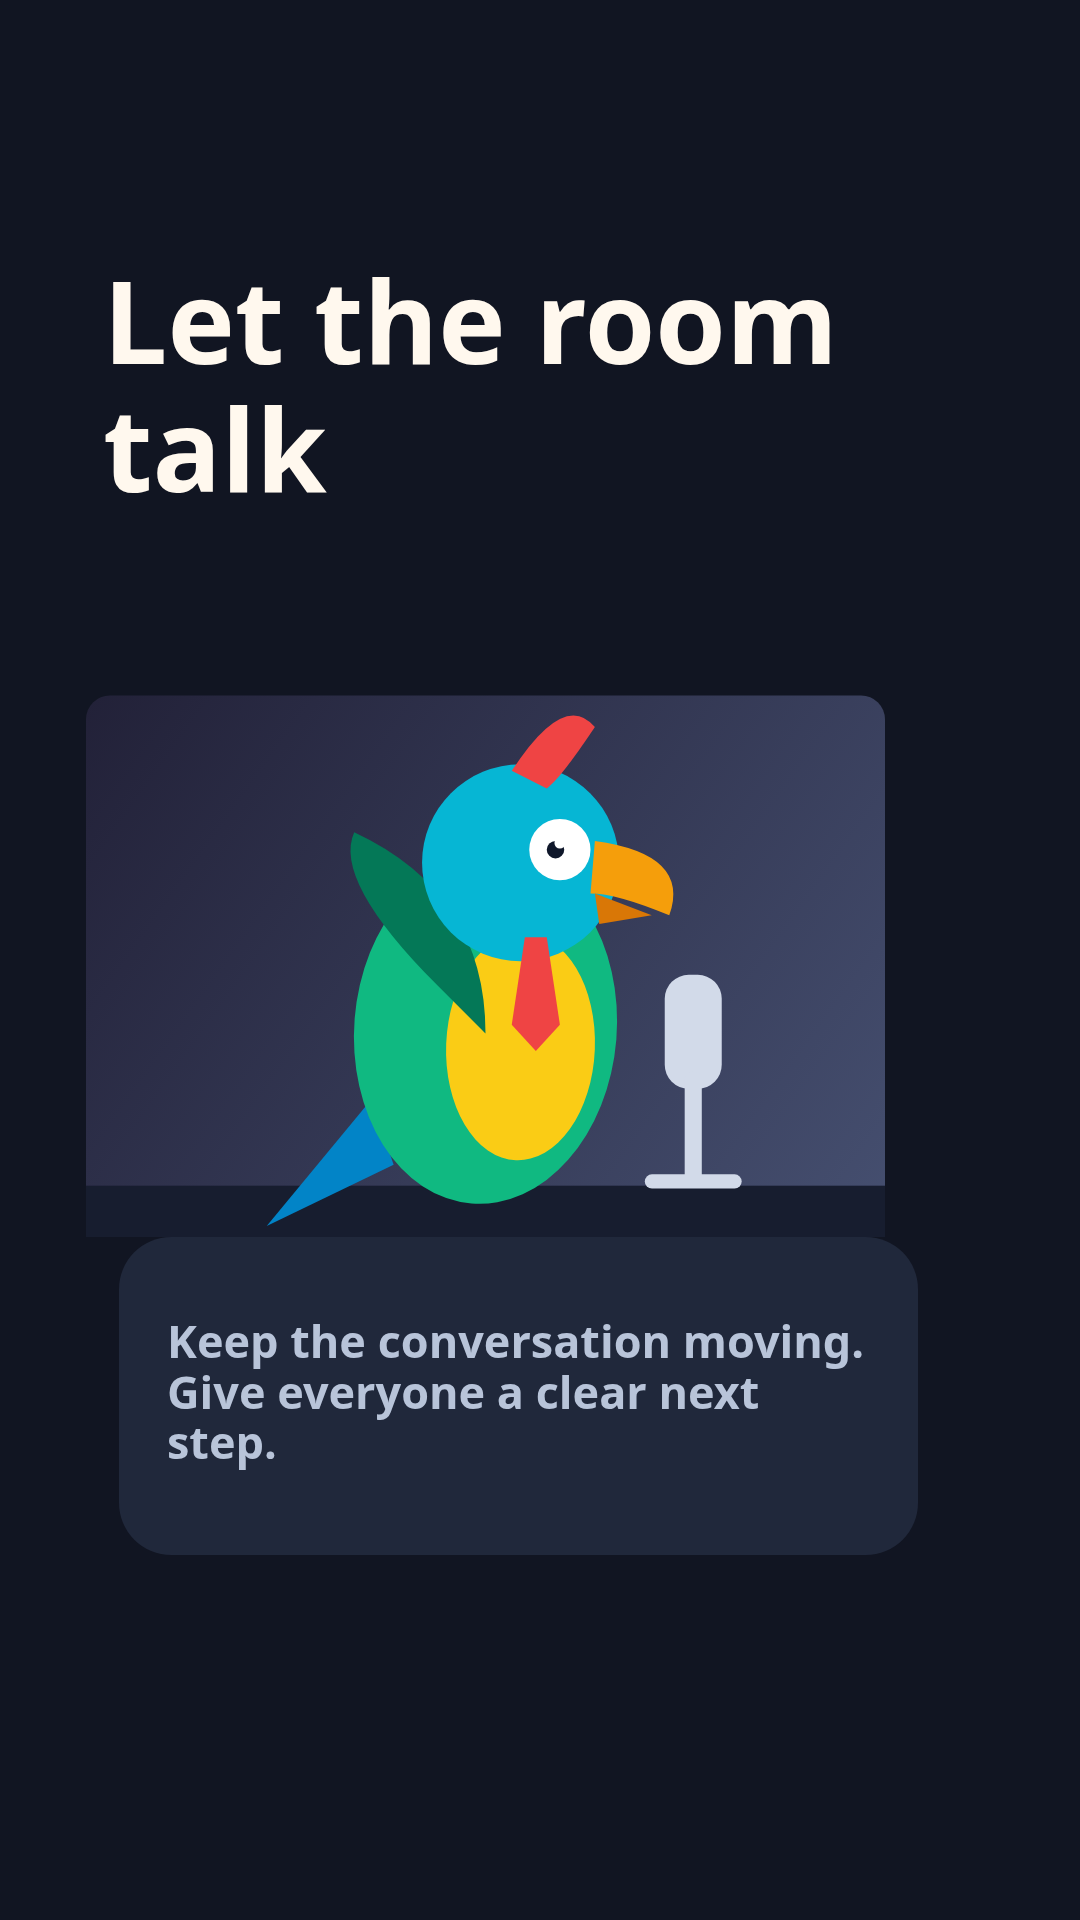 Let the room
talk
Keep the conversation moving.
Give everyone a clear next
step.